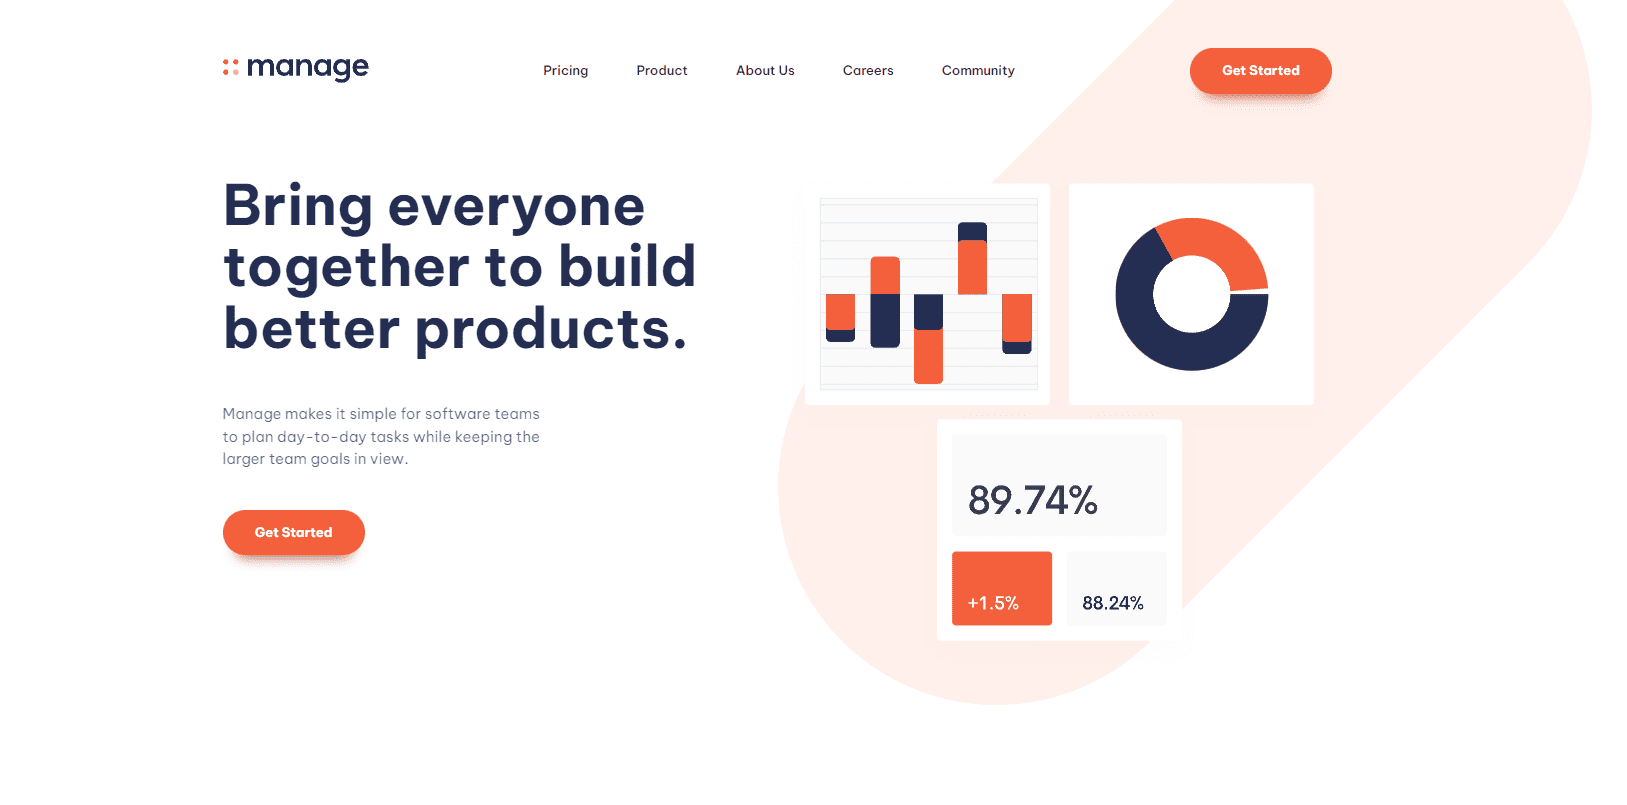 manage
Pricing
Product
About Us
Careers
Community
Get Started
Bring everyone
together to build
better products.
Manage makes it simple for software teams
to plan day-to-day tasks while keeping the
larger team goals in view.
Get Started
89.74%
+1.5%
88.24%